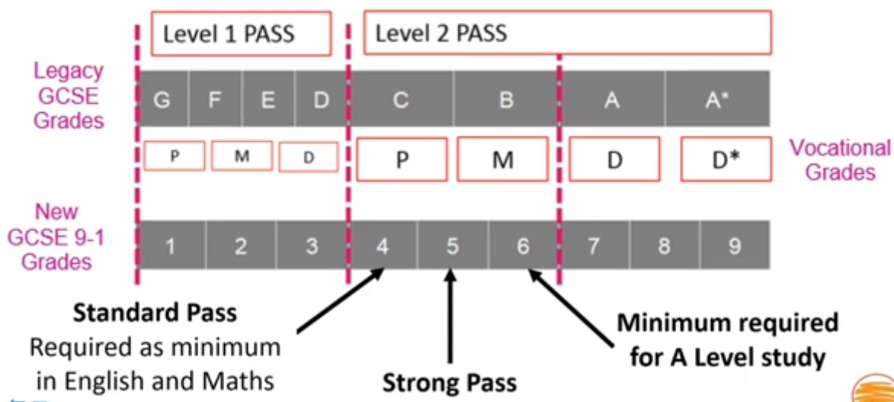 Level 1 PASS
Level 2 PASS
Legacy
GCSE
Grades
G F E D C B A A*
P M D P M D D*
Vocational
Grades
New
GCSE 9-1
Grades
1 2 3 4 5 6 7 8 9
Standard Pass
Required as minimum
in English and Maths
Strong Pass
Minimum required
for A Level study